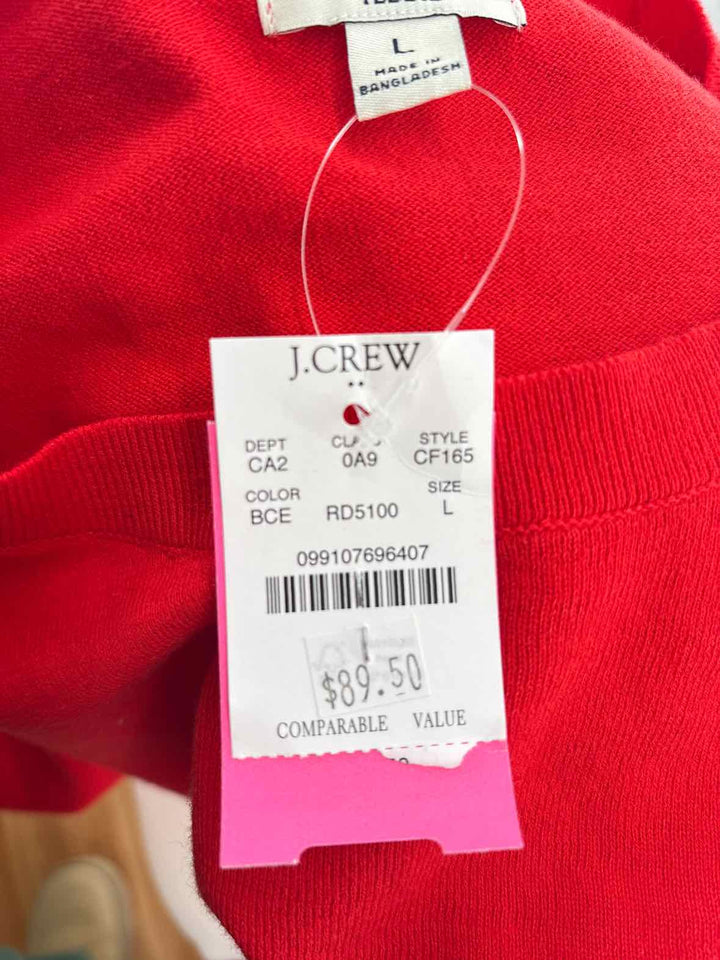 L
MADE IN
BANGLADESH
J.CREW
DEPT STYLE
CA2 0A9 CF165
COLOR SIZE
BCE RD5100 L
099107696407
$89.50
COMPARABLE VALUE